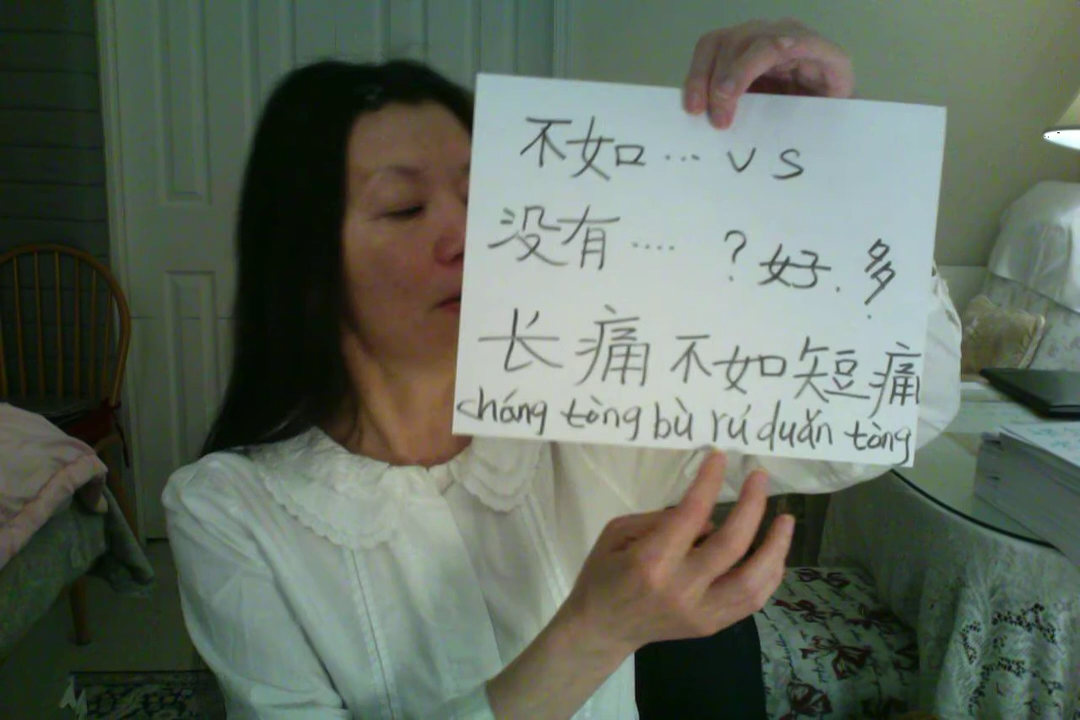 不如... vs
没有.... ? 好.多
长痛不如短痛
cháng tòng bù rú duǎn tòng